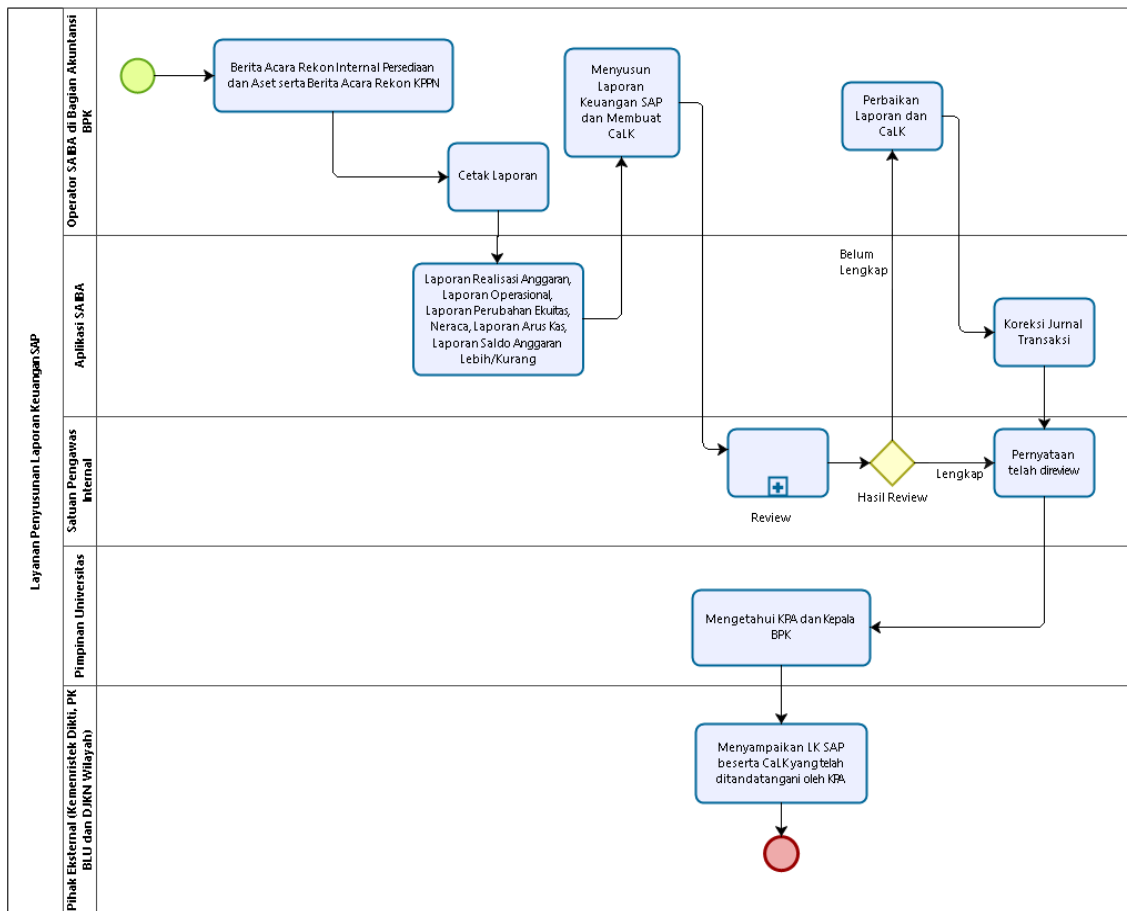 Layanan Penyusunan Laporan Keuangan SAP
Operator SAIBA di Bagian Akuntansi
BPK
Berita Acara Rekon Internal Persediaan
dan Aset serta Berita Acara Rekon KPPN
Cetak Laporan
Menyusun
Laporan
Keuangan SAP
dan Membuat
CaLK
Perbaikan
Laporan dan
CaLK
Aplikasi SAIBA
Laporan Realisasi Anggaran,
Laporan Operasional,
Laporan Perubahan Ekuitas,
Neraca, Laporan Arus Kas,
Laporan Saldo Anggaran
Lebih/Kurang
Belum
Lengkap
Koreksi Jurnal
Transaksi
Satuan Pengawas
Internal
Review
Hasil Review
Lengkap
Pernyataan
telah direview
Pimpinan Universitas
Mengetahui KPA dan Kepala
BPK
Pihak Eksternal (Kemenristek Dikti, PK
BLU dan DJKN Wilayah)
Menyampaikan LK SAP
beserta CaLK yang telah
ditandatangani oleh KPA